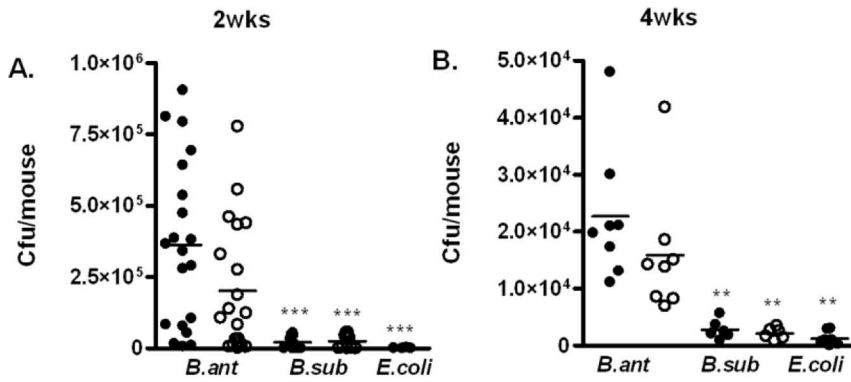 2wks
A.
Cfu/mouse
1.0×10⁶
7.5×10⁵
5.0×10⁵
2.5×10⁵
0
***
***
***
B.ant
B.sub
E.coli
4wks
B.
Cfu/mouse
5.0×10⁴
4.0×10⁴
3.0×10⁴
2.0×10⁴
1.0×10⁴
0
**
**
**
B.ant
B.sub
E.coli